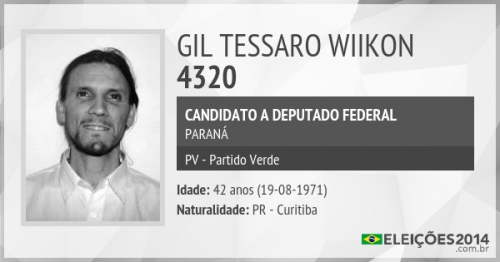 GIL TESSARO WIIKON
4320
CANDIDATO A DEPUTADO FEDERAL
PARANÁ
PV - Partido Verde
Idade: 42 anos (19-08-1971)
Naturalidade: PR - Curitiba
ELEIÇÕES2014
.com.br